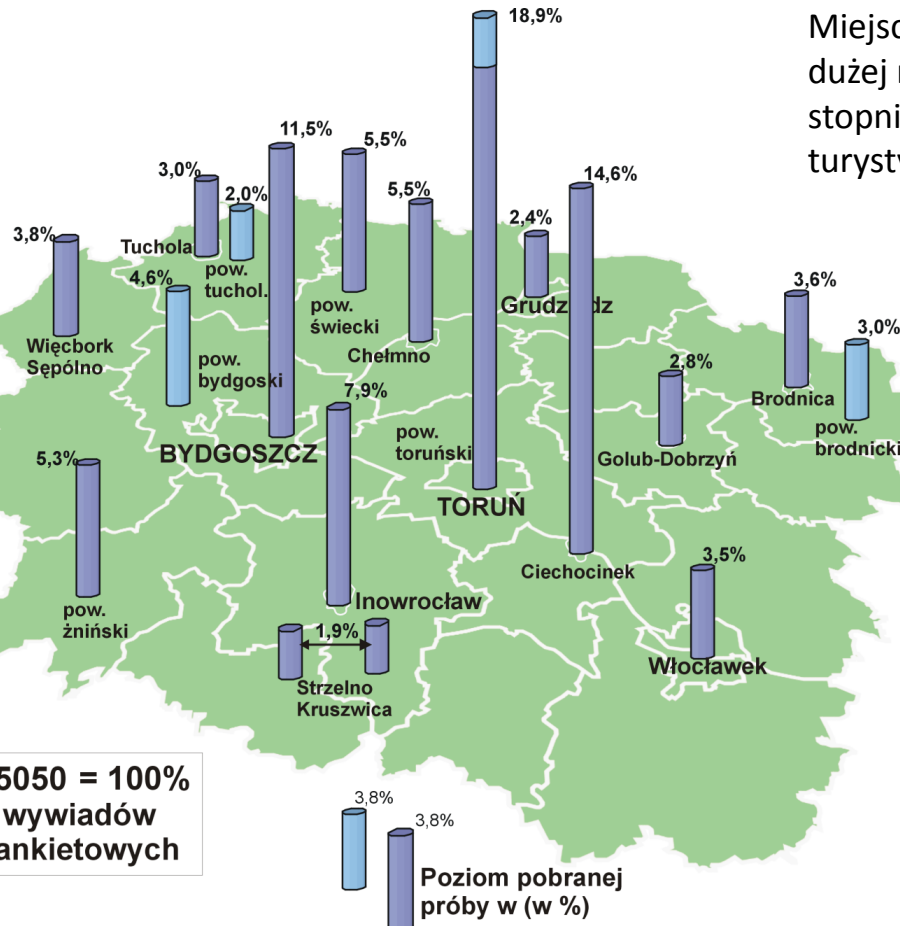 18,9%
Miejsc
dużej
stopni
turysty
11,5%
5,5%
3,0%
2,0%
5,5%
14,6%
2,4%
3,8%
Tuchola
pow.
tuchol.
4,6%
pow.
świecki
Grudz dz
3,6%
3,0%
Więcbork
Sępólno
pow.
bydgoski
Chełmno
2,8%
7,9%
Brodnica
pow.
brodnicki
5,3%
BYDGOSZCZ
pow.
toruński
Golub-Dobrzyń
TORUŃ
3,5%
Ciechocinek
pow.
żniński
Inowrocław
1,9%
Włocławek
Strzelno
Kruszwica
5050 = 100%
wywiadów
ankietowych
3,8%
3,8%
Poziom pobranej
próby w (w %)